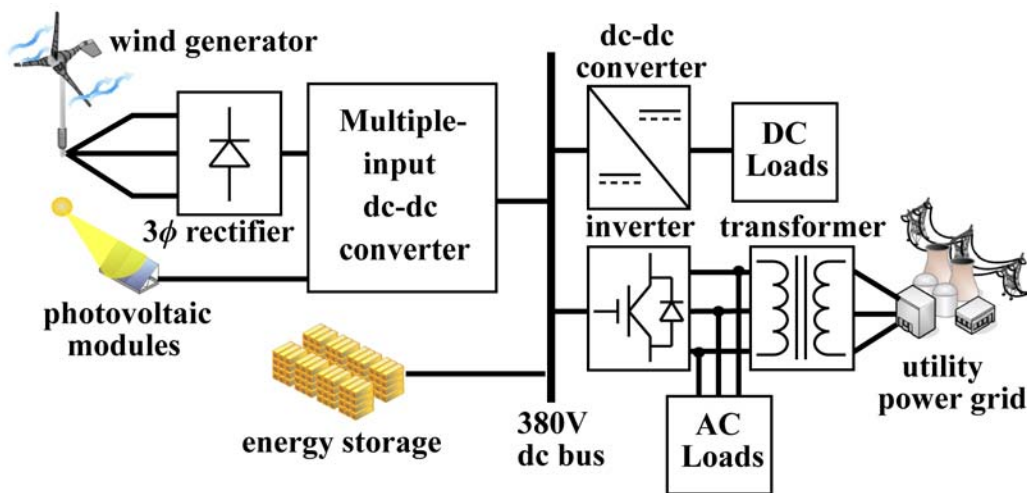 wind generator
3ϕ rectifier
Multiple-
input
dc-dc
converter
photovoltaic
modules
energy storage
380V
dc bus
dc-dc
converter
DC
Loads
inverter
transformer
AC
Loads
utility
power grid